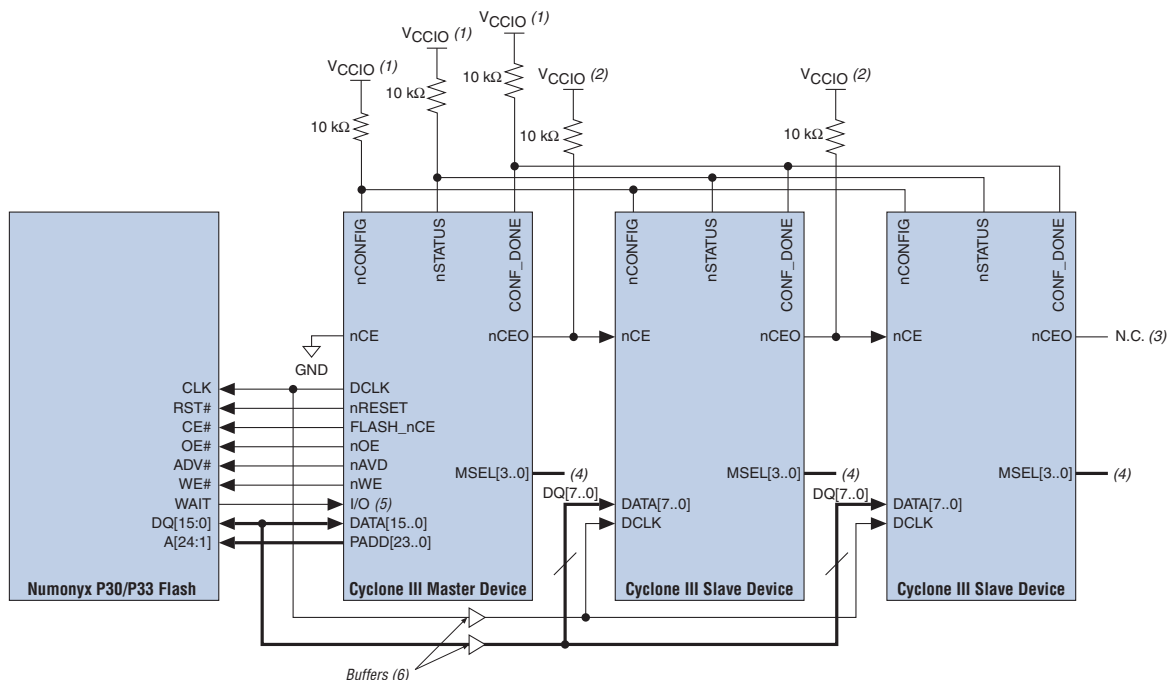 VCCIO (1)
VCCIO (1)
VCCIO (1)
VCCIO (2)
VCCIO (2)
10 kΩ
10 kΩ
10 kΩ
10 kΩ
10 kΩ
nCONFIG
nSTATUS
CONF_DONE
nCONFIG
nSTATUS
CONF_DONE
nCONFIG
nSTATUS
CONF_DONE
nCE
nCEO
nCE
nCEO
nCE
nCEO
N.C. (3)
GND
CLK
DCLK
RST#
nRESET
CE#
FLASH_nCE
OE#
nOE
ADV#
nAVD
WE#
nWE
WAIT
I/O (5)
DQ[15:0]
DATA[15..0]
A[24:1]
PADD[23..0]
MSEL[3..0]
(4)
MSEL[3..0]
(4)
MSEL[3..0]
(4)
DQ[7..0]
DATA[7..0]
DCLK
DQ[7..0]
DATA[7..0]
DCLK
Numonyx P30/P33 Flash
Cyclone III Master Device
Cyclone III Slave Device
Cyclone III Slave Device
Buffers (6)